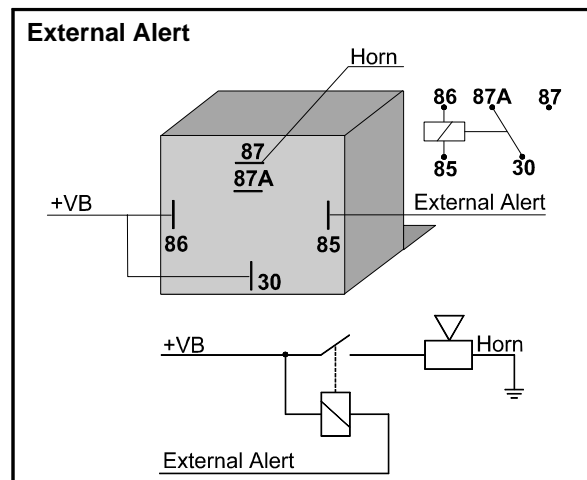 External Alert
Horn
86 87A 87
87
87A
85 30
+VB
External Alert
86
85
30
+VB
Horn
External Alert